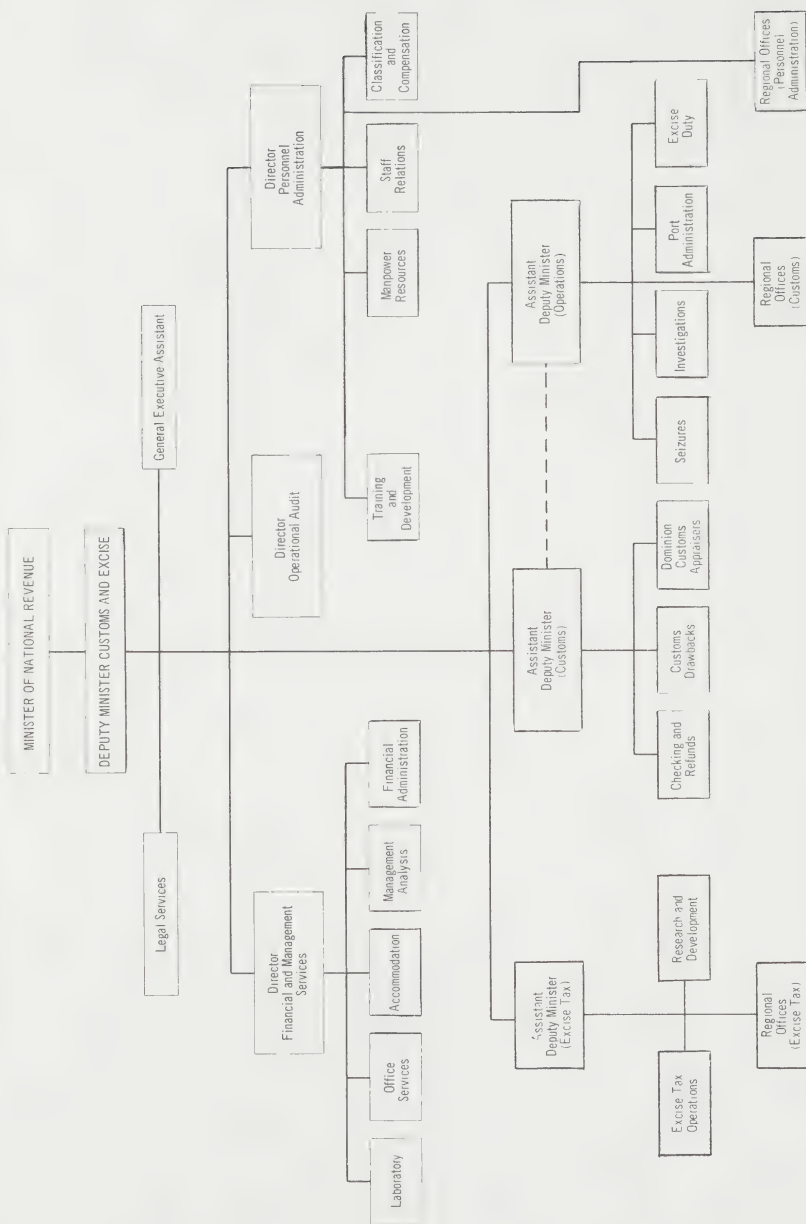 MINISTER OF NATIONAL REVENUE
DEPUTY MINISTER CUSTOMS AND EXCISE
Legal Services
General Executive Assistant
Director
Financial and Management
Services
Director
Operational Audit
Director
Personnel
Administration
Laboratory
Office
Services
Accommodation
Management
Analysis
Financial
Administration
Training
and
Development
Manpower
Resources
Staff
Relations
Classification
and
Compensation
Assistant
Deputy Minister
(Excise Tax)
Assistant
Deputy Minister
(Customs)
Assistant
Deputy Minister
(Operations)
Excise Tax
Operations
Research and
Development
Checking and
Refunds
Customs
Drawbacks
Dominion
Customs
Appraisers
Seizures
Investigations
Port
Administration
Excise
Duty
Regional
Offices
(Excise Tax)
Regional
Offices
(Customs)
Regional Offices
(Personnel
Administration)